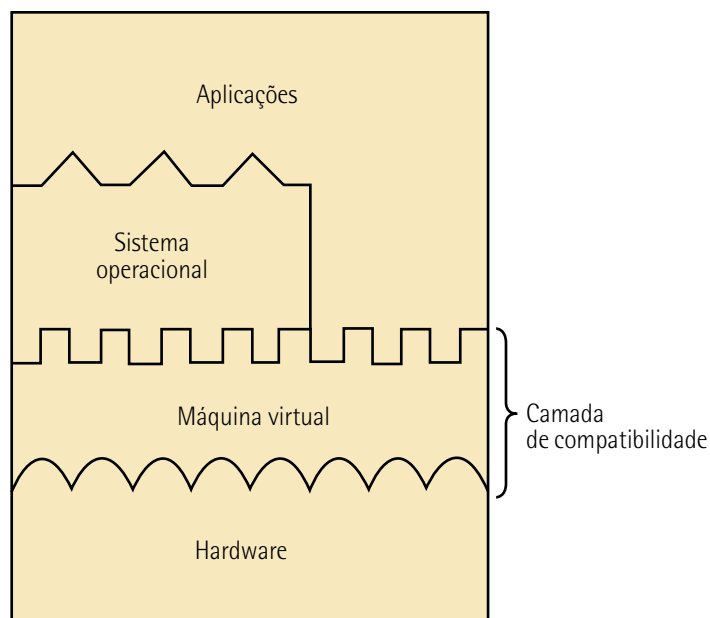 Aplicações
Sistema
operacional
Máquina virtual
Camada
de compatibilidade
Hardware